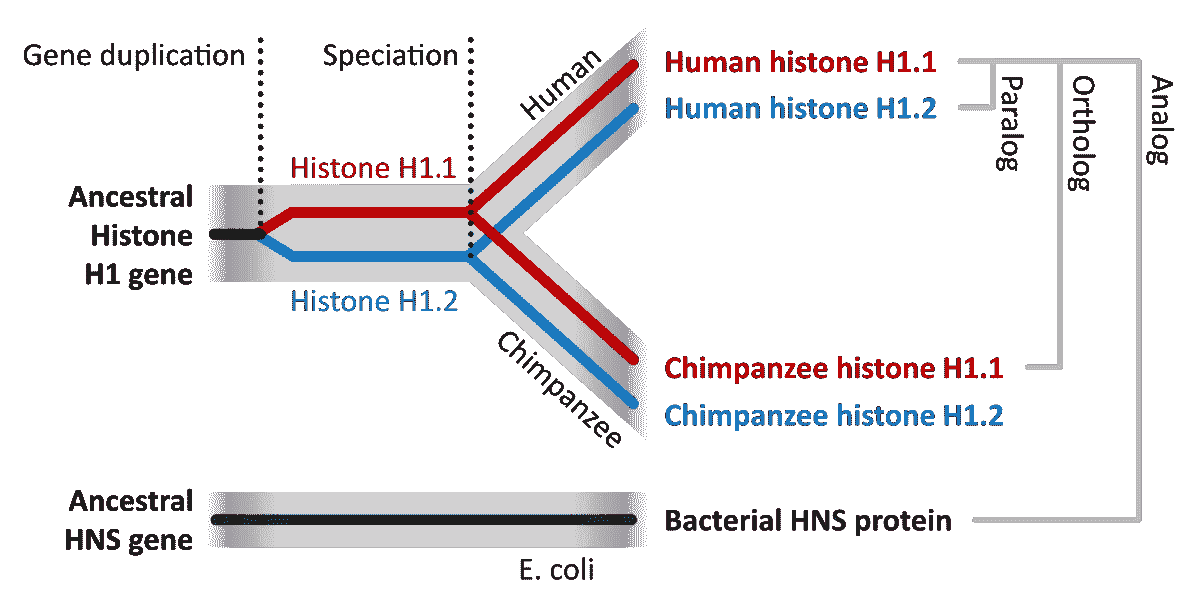 Gene duplication
Speciation
Human
Human histone H1.1
Human histone H1.2
Paralog
Ortholog
Analog
Histone H1.1
Ancestral
Histone
H1 gene
Histone H1.2
Chimpanzee
Chimpanzee histone H1.1
Chimpanzee histone H1.2
Ancestral
HNS gene
Bacterial HNS protein
E. coli